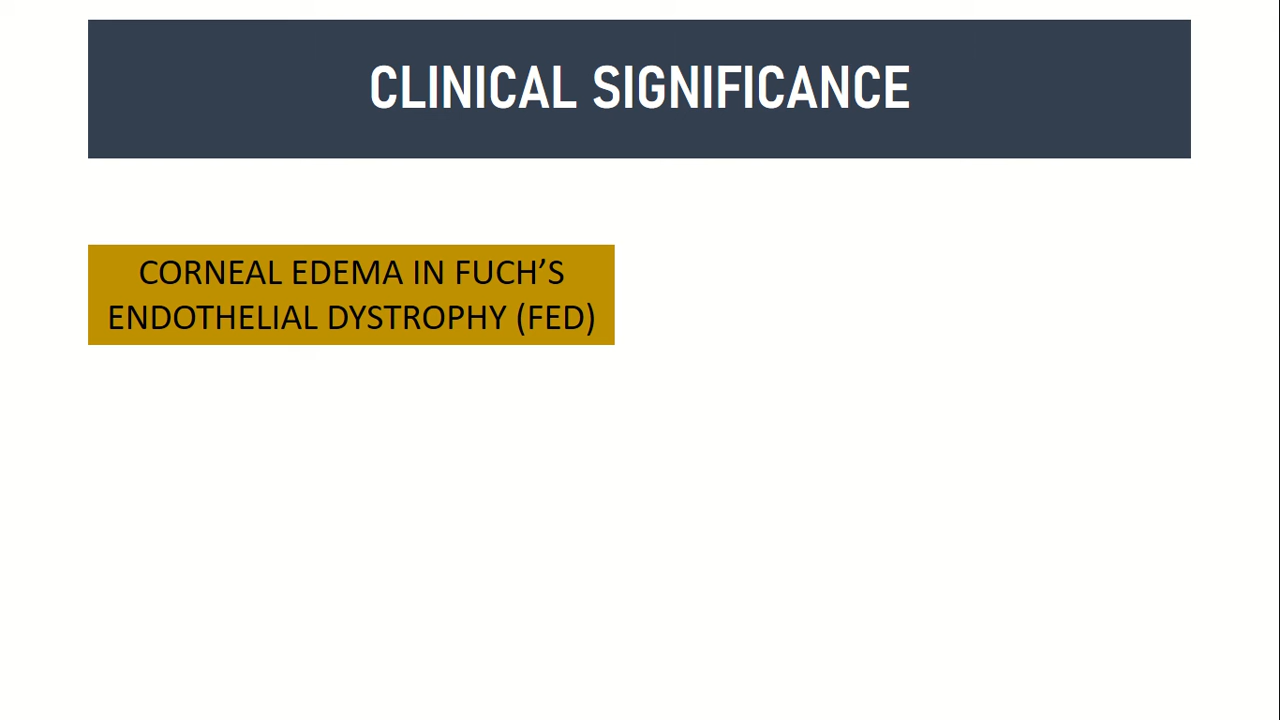 CLINICAL SIGNIFICANCE
CORNEAL EDEMA IN FUCH’S
ENDOTHELIAL DYSTROPHY (FED)